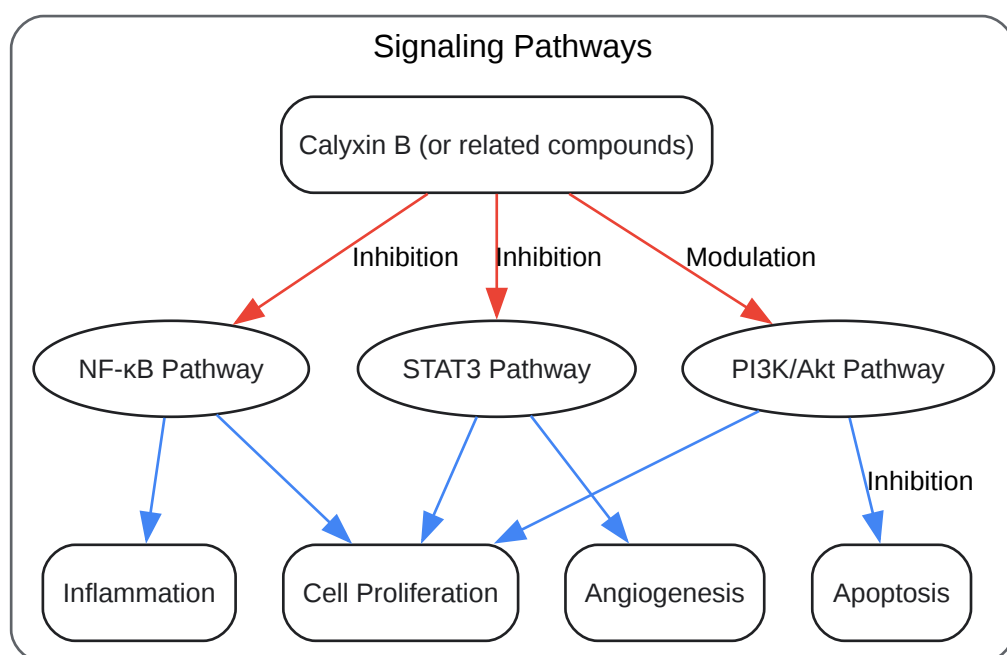 Signaling Pathways
Calyxin B (or related compounds)
Inhibition
Inhibition
Modulation
NF-κB Pathway
STAT3 Pathway
PI3K/Akt Pathway
Inhibition
Inflammation
Cell Proliferation
Angiogenesis
Apoptosis